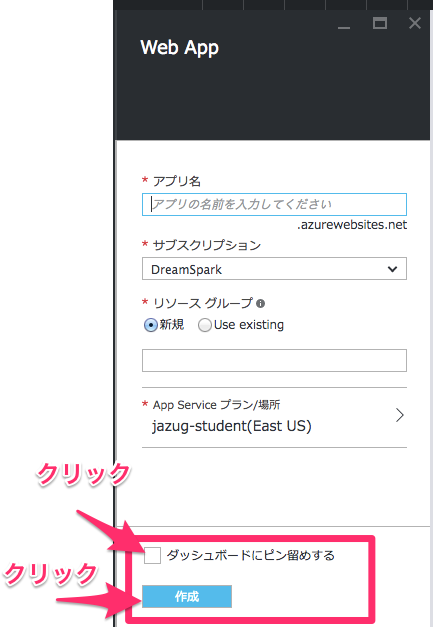 Web App
* アプリ名
アプリの名前を入力してください
.azurewebsites.net
* サブスクリプション
DreamSpark
* リソース グループ
新規 Use existing
* App Service プラン/場所
jazug-student(East US)
クリック
ダッシュボードにピン留めする
クリック
作成